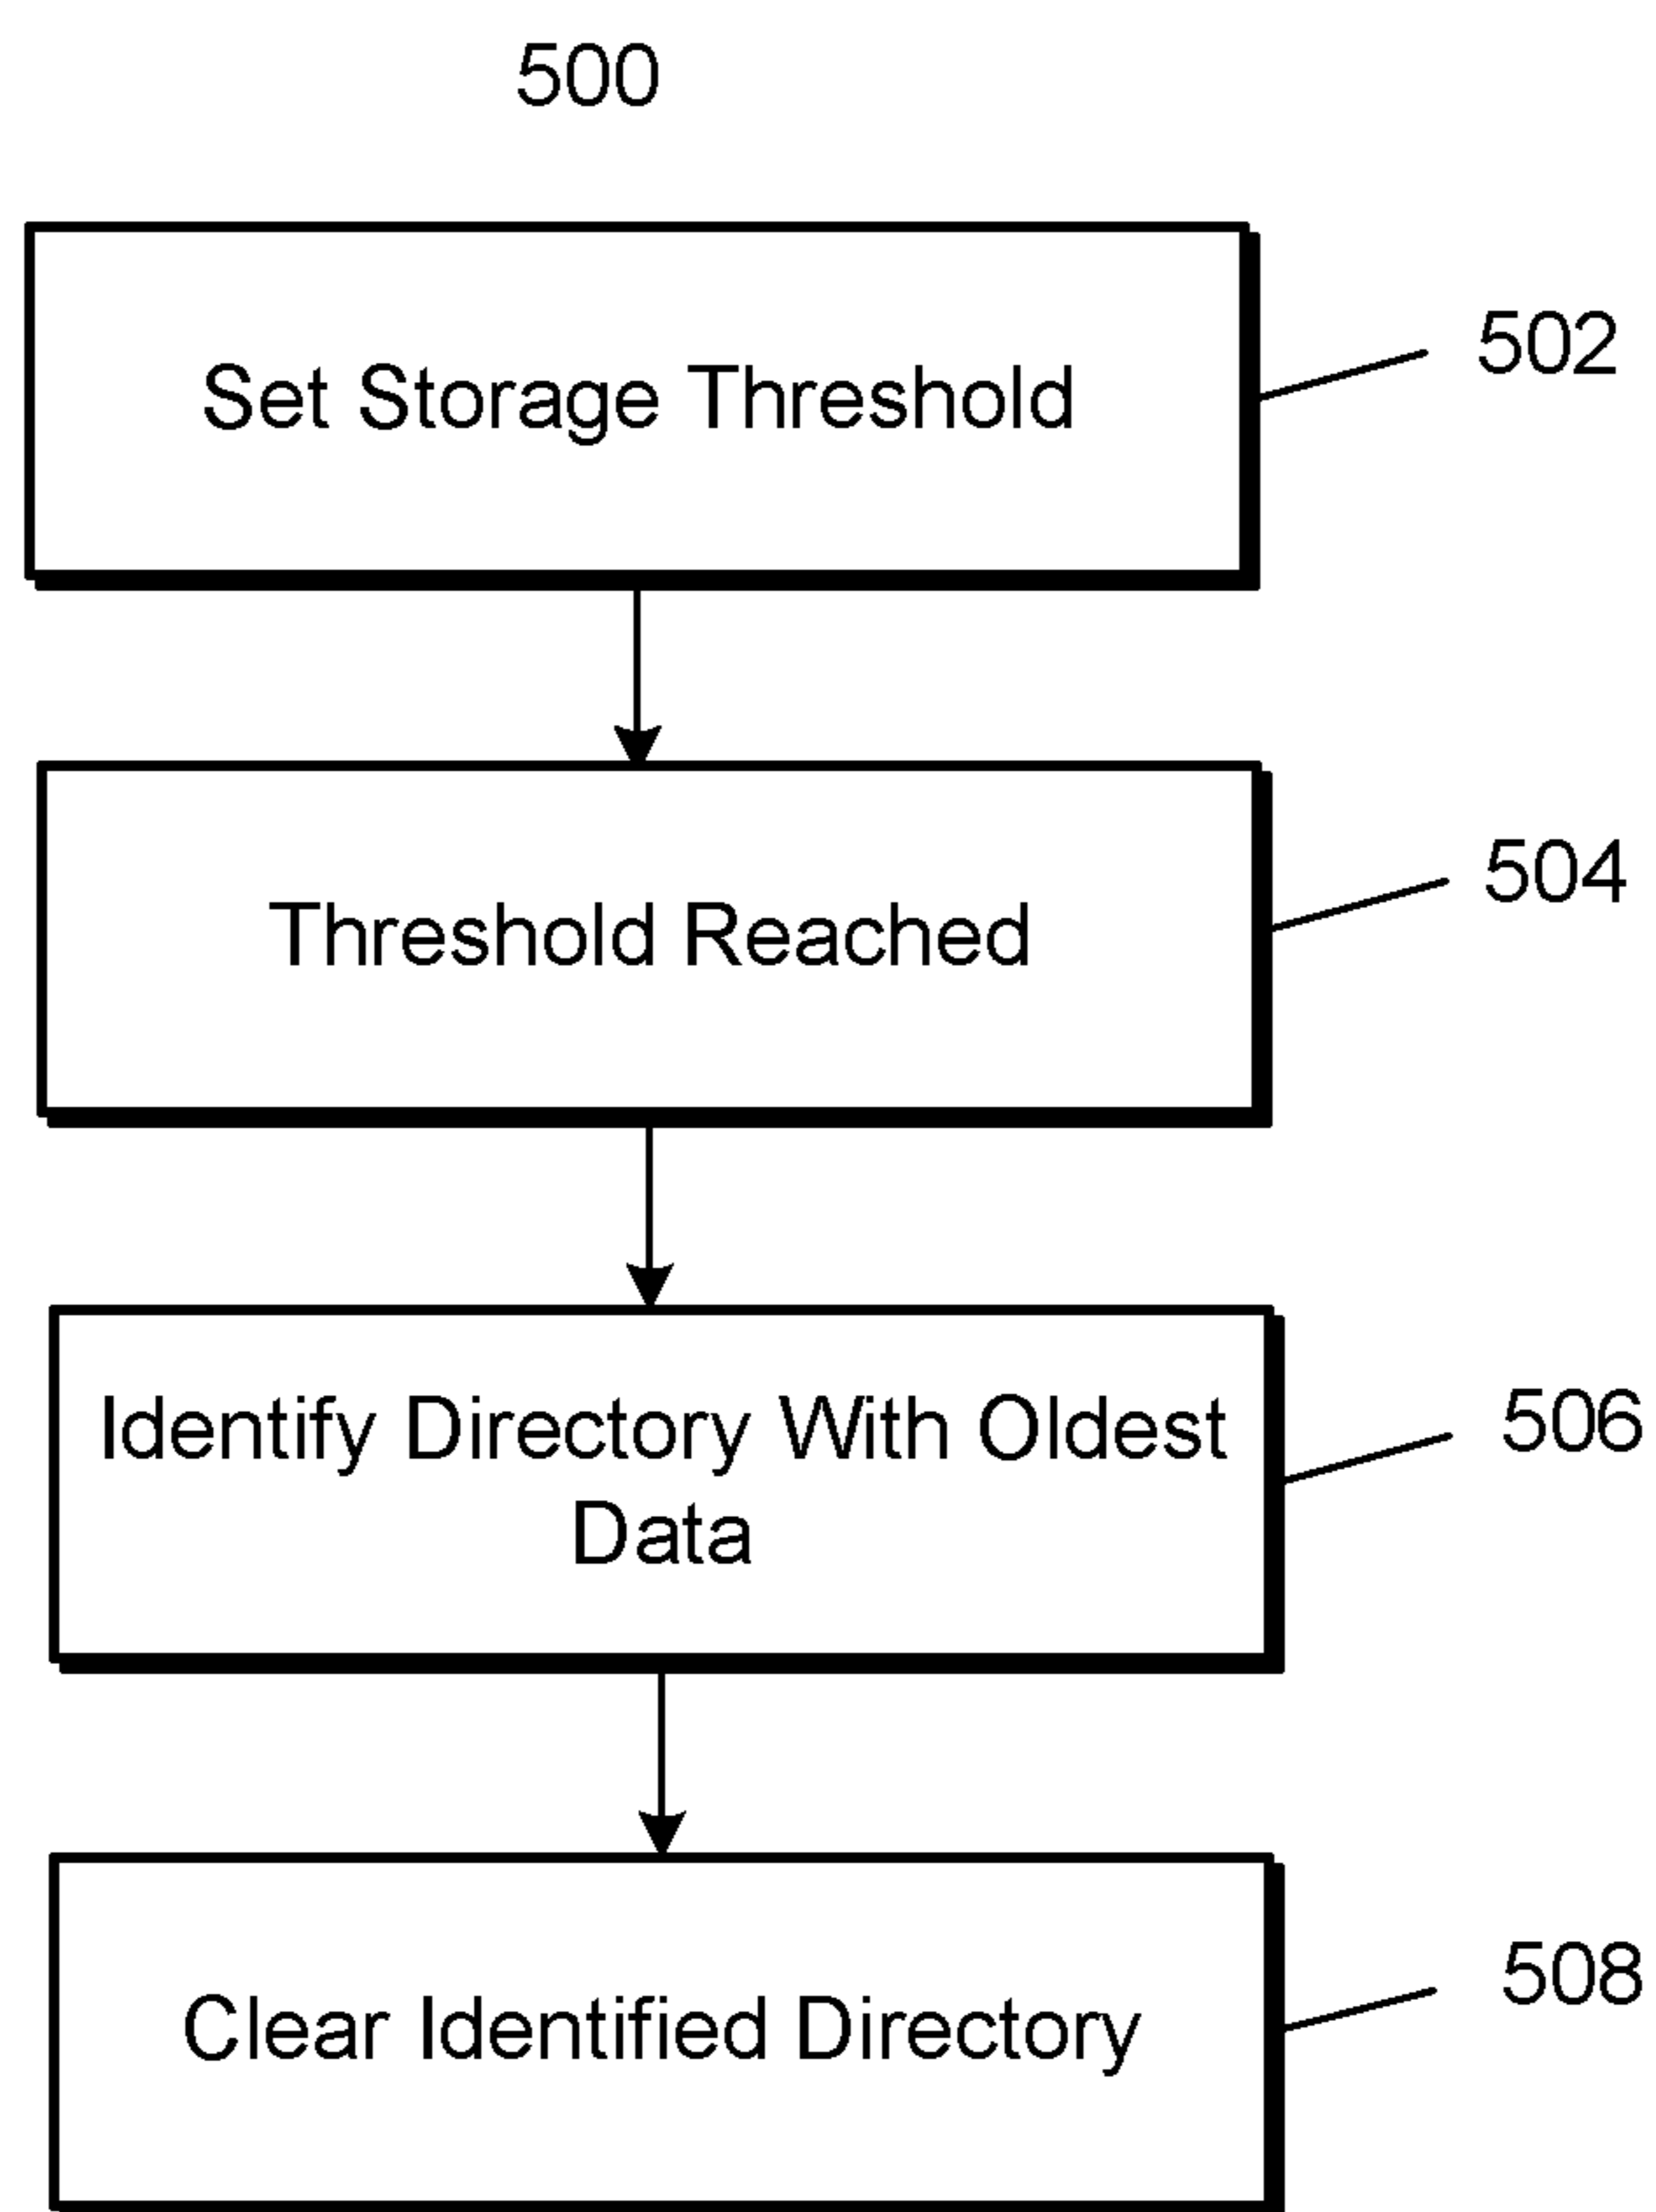 500
Set Storage Threshold
502
Threshold Reached
504
Identify Directory With Oldest
Data
506
Clear Identified Directory
508